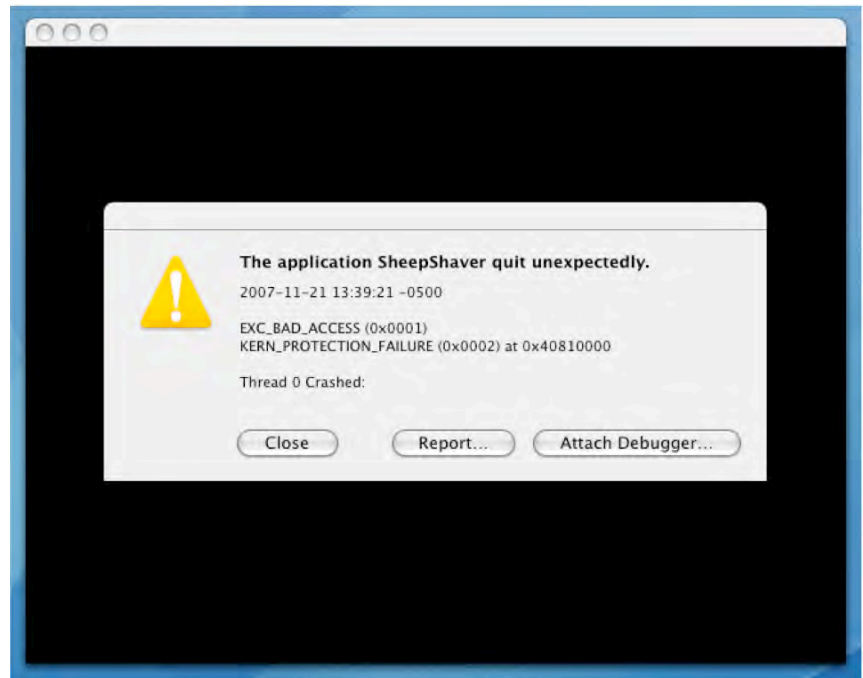 The application SheepShaver quit unexpectedly.
2007-11-21 13:39:21 -0500
EXC_BAD_ACCESS (0x0001)
KERN_PROTECTION_FAILURE (0x0002) at 0x40810000
Thread 0 Crashed:
Close Report... Attach Debugger...